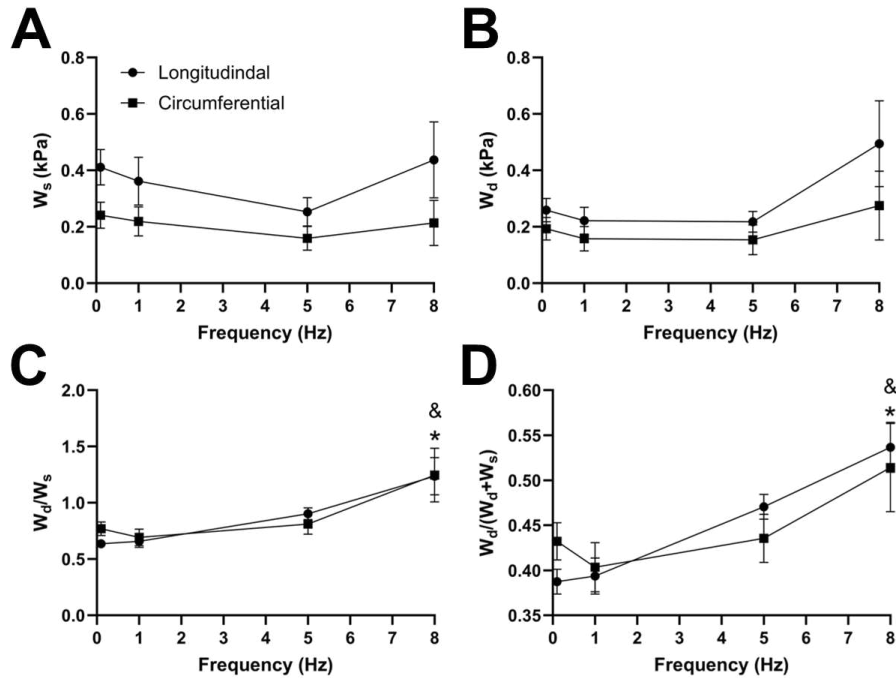 A
0.8
0.6
0.4
0.2
0.0
Ws (kPa)
Longitudindal
Circumferential
0 1 2 3 4 5 6 7 8
Frequency (Hz)
B
0.8
0.6
0.4
0.2
0.0
Wd (kPa)
0 1 2 3 4 5 6 7 8
Frequency (Hz)
C
2.0
1.5
1.0
0.5
0.0
Wd/Ws
&
*
0 1 2 3 4 5 6 7 8
Frequency (Hz)
D
0.60
0.55
0.50
0.45
0.40
0.35
Wd/(Wd+Ws)
&
*
0 1 2 3 4 5 6 7 8
Frequency (Hz)